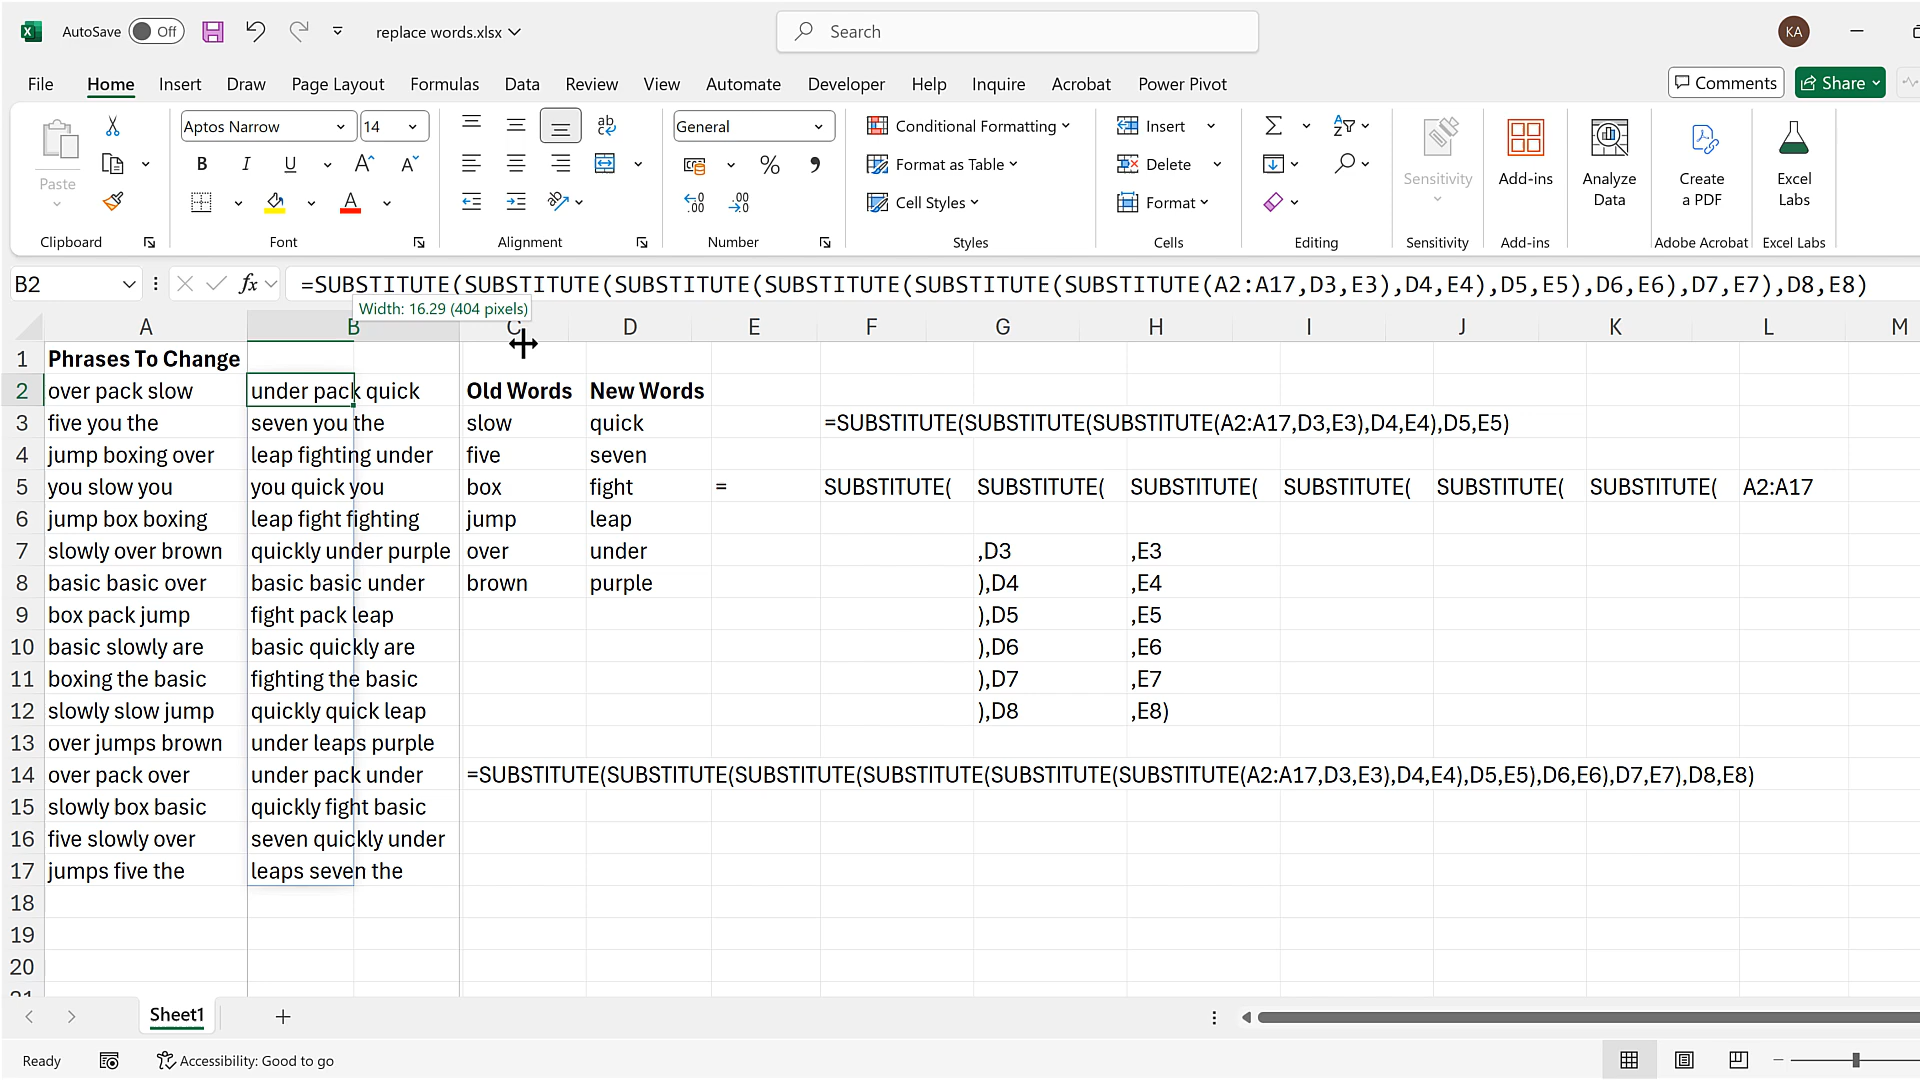 AutoSave Off replace words.xlsx Search KA
File Home Insert Draw Page Layout Formulas Data Review View Automate Developer Help Inquire Acrobat Power Pivot Comments Share
Aptos Narrow 14 General Conditional Formatting Insert
Paste B I U A A % Format as Table Delete Sensitivity Add-ins Analyze Data Create a PDF Excel Labs
A Cell Styles Format
Clipboard Font Alignment Number Styles Cells Editing Sensitivity Add-ins Adobe Acrobat Excel Labs
B2 fx =SUBSTITUTE(SUBSTITUTE(SUBSTITUTE(SUBSTITUTE(SUBSTITUTE(SUBSTITUTE(A2:A17,D3,E3),D4,E4),D5,E5),D6,E6),D7,E7),D8,E8)
Width: 16.29 (404 pixels)
A B C D E F G H I J K L M
1 Phrases To Change
2 over pack slow under pack quick Old Words New Words
3 five you the seven you the slow quick =SUBSTITUTE(SUBSTITUTE(SUBSTITUTE(A2:A17,D3,E3),D4,E4),D5,E5)
4 jump boxing over leap fighting under five seven
5 you slow you you quick you box fight = SUBSTITUTE( SUBSTITUTE( SUBSTITUTE( SUBSTITUTE( SUBSTITUTE( SUBSTITUTE( A2:A17
6 jump box boxing leap fight fighting jump leap
7 slowly over brown quickly under purple over under ,D3 ,E3
8 basic basic over basic basic under brown purple ),D4 ,E4
9 box pack jump fight pack leap ),D5 ,E5
10 basic slowly are basic quickly are ),D6 ,E6
11 boxing the basic fighting the basic ),D7 ,E7
12 slowly slow jump quickly quick leap ),D8 ,E8)
13 over jumps brown under leaps purple
14 over pack over under pack under =SUBSTITUTE(SUBSTITUTE(SUBSTITUTE(SUBSTITUTE(SUBSTITUTE(SUBSTITUTE(A2:A17,D3,E3),D4,E4),D5,E5),D6,E6),D7,E7),D8,E8)
15 slowly box basic quickly fight basic
16 five slowly over seven quickly under
17 jumps five the leaps seven the
18
19
20
21
Sheet1
Ready Accessibility: Good to go